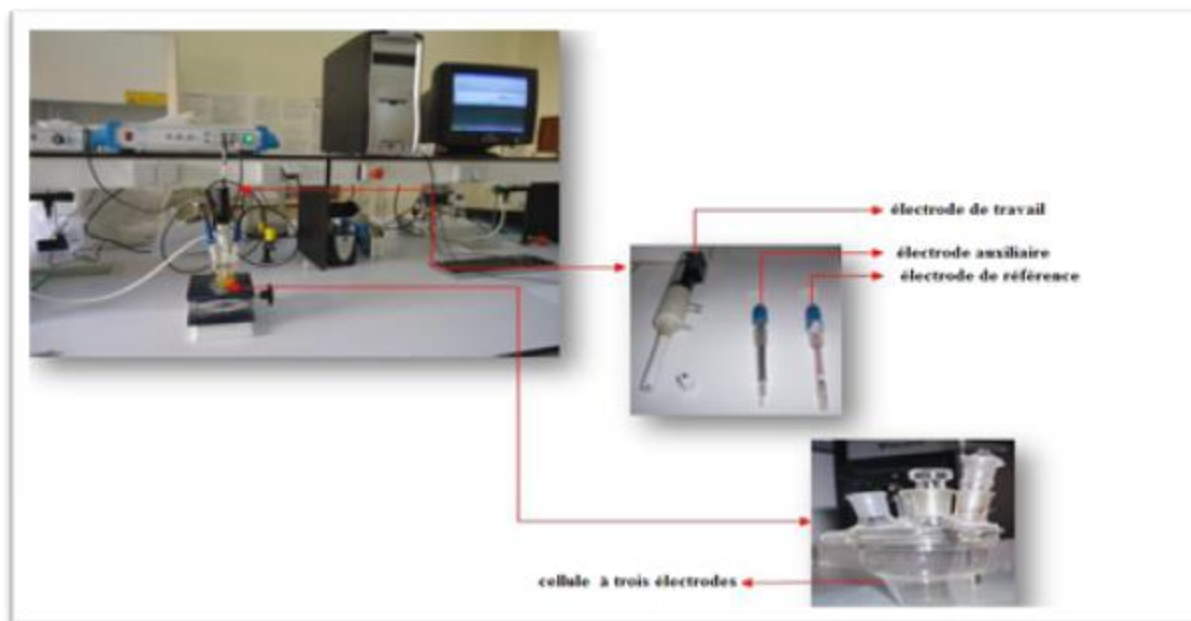 électrode de travail
électrode auxiliaire
électrode de référence
cellule à trois électrodes